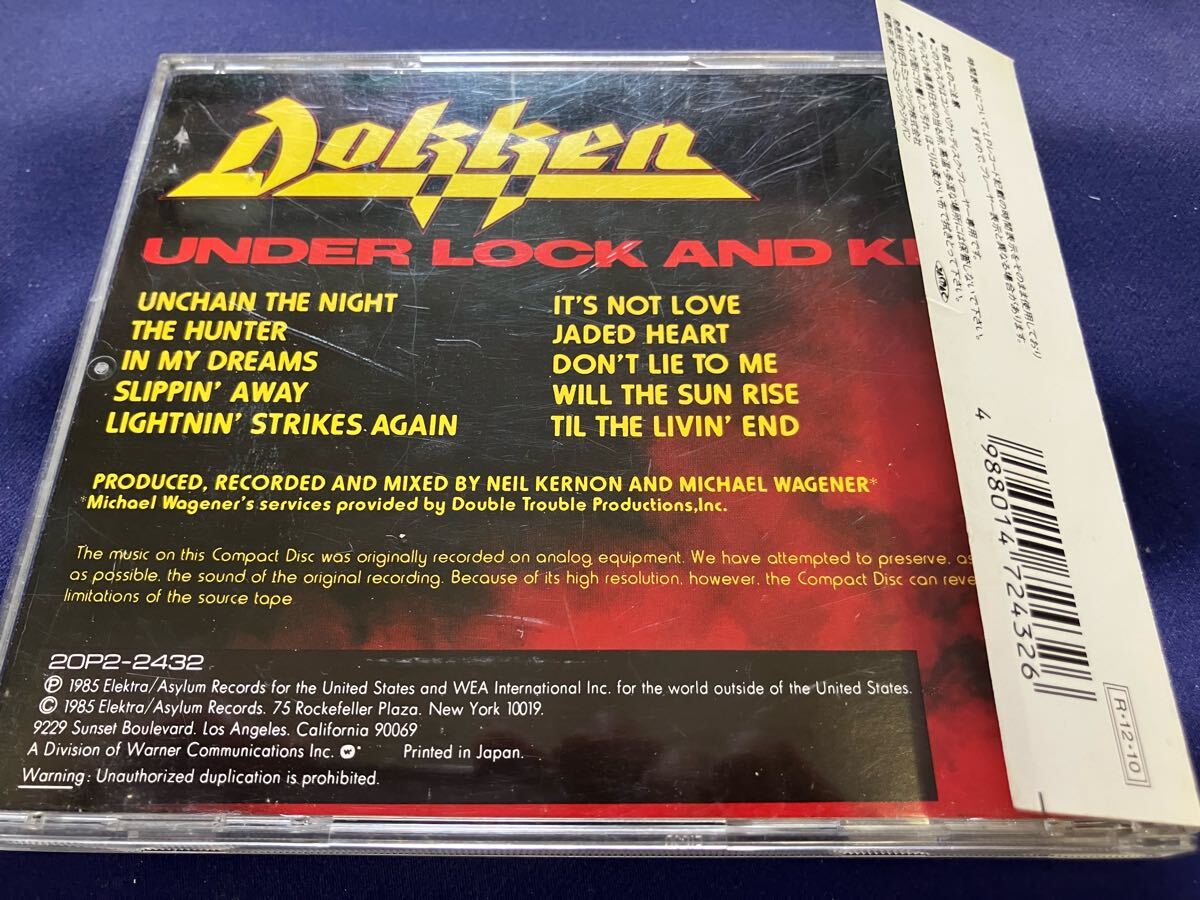 Dokken
UNDER LOCK AND
UNCHAIN THE NIGHT
THE HUNTER
IN MY DREAMS
SLIPPIN' AWAY
LIGHTNIN' STRIKES AGAIN
IT'S NOT LOVE
JADED HEART
DON'T LIE TO ME
WILL THE SUN RISE
TIL THE LIVIN' END
PRODUCED, RECORDED AND MIXED BY NEIL KERNON AND MICHAEL WAGENER*
*Michael Wagener's services provided by Double Trouble Productions,Inc.
The music on this Compact Disc was originally recorded on analog equipment. We have attempted to preserve, as
as possible, the sound of the original recording. Because of its high resolution, however, the Compact Disc can
limitations of the source tape
20P2-2432
Ⓟ 1985 Elektra/Asylum Records for the United States and WEA International Inc. for the world outside of the United States.
© 1985 Elektra/Asylum Records. 75 Rockefeller Plaza. New York 10019.
9229 Sunset Boulevard. Los Angeles. California 90069
A Division of Warner Communications Inc. Printed in Japan.
Warning: Unauthorized duplication is prohibited.
4 988014 724326
R·12·10